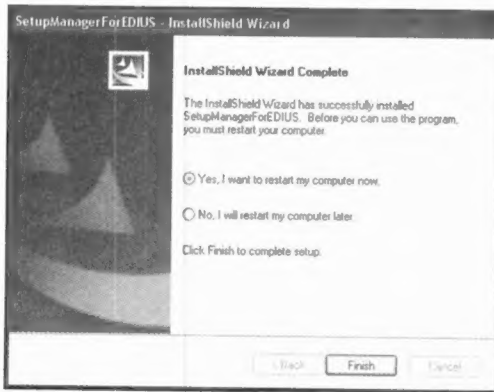 SetupManagerForEDIUS - InstallShield Wizard
InstallShield Wizard Complete
The InstallShield Wizard has successfully installed
SetupManagerForEDIUS. Before you can use the program,
you must restart your computer.
Yes, I want to restart my computer now.
No, I will restart my computer later.
Click Finish to complete setup.
< Back
Finish
Cancel